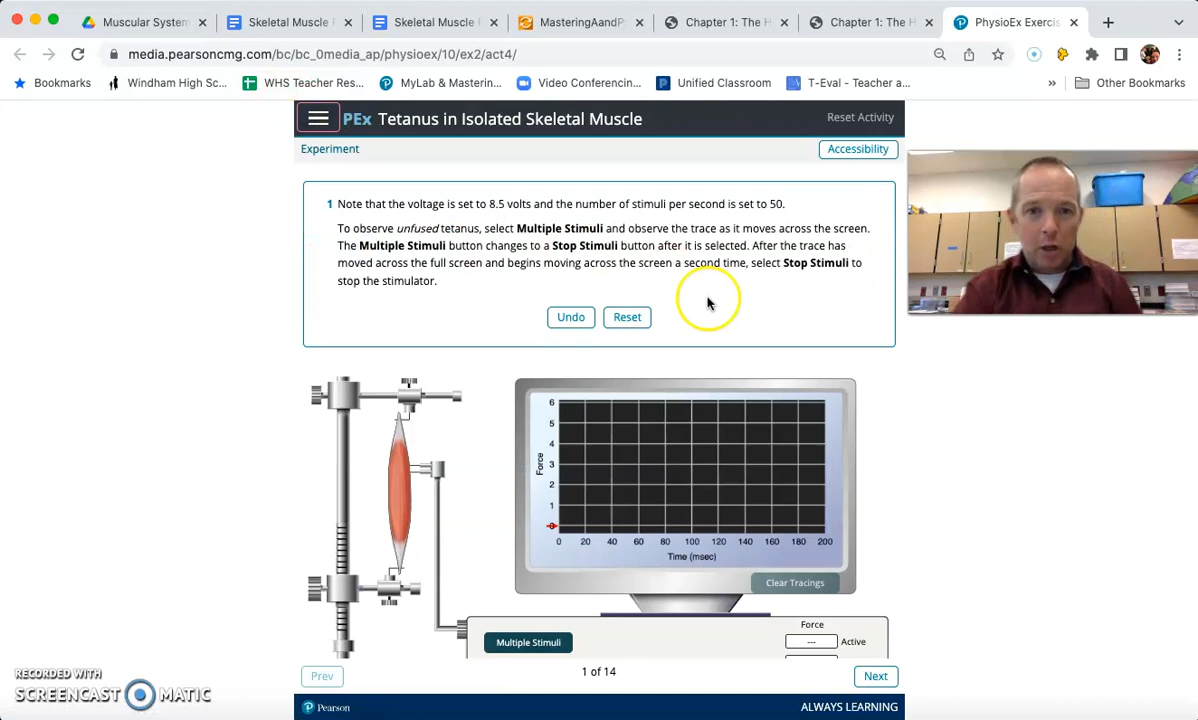 Muscular System
Skeletal Muscle
Skeletal Muscle
MasteringAandP
Chapter 1: The H
Chapter 1: The H
PhysioEx Exercis
media.pearsoncmg.com/bc/bc_0media_ap/physioex/10/ex2/act4/
Bookmarks
Windham High Sc...
WHS Teacher Res...
MyLab & Masterin...
Video Conferencin...
Unified Classroom
T-Eval - Teacher a...
Other Bookmarks
PEx Tetanus in Isolated Skeletal Muscle
Reset Activity
Experiment
Accessibility
1 Note that the voltage is set to 8.5 volts and the number of stimuli per second is set to 50.
To observe unfused tetanus, select Multiple Stimuli and observe the trace as it moves across the screen.
The Multiple Stimuli button changes to a Stop Stimuli button after it is selected. After the trace has
moved across the full screen and begins moving across the screen a second time, select Stop Stimuli to
stop the stimulator.
Undo
Reset
6
5
4
3
2
1
0
Force
0 20 40 60 80 100 120 140 160 180 200
Time (msec)
Clear Tracings
Multiple Stimuli
Force
--- Active
RECORDED WITH
SCREENCAST MATIC
Prev
1 of 14
Next
Pearson
ALWAYS LEARNING